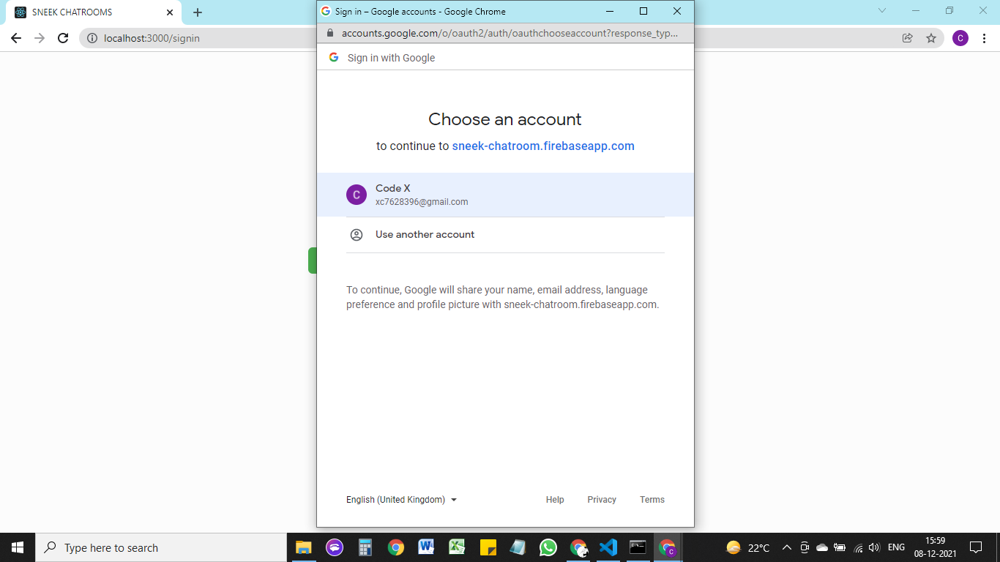 SNEEK CHATROOMS
Sign in – Google accounts - Google Chrome
localhost:3000/signin
accounts.google.com/o/oauth2/auth/oauthchooseaccount?response_typ...
C
Sign in with Google
Choose an account
to continue to sneek-chatroom.firebaseapp.com
C
Code X
xc7628396@gmail.com
Use another account
To continue, Google will share your name, email address, language
preference and profile picture with sneek-chatroom.firebaseapp.com.
English (United Kingdom)
Help
Privacy
Terms
Type here to search
22°C
ENG
15:59
08-12-2021